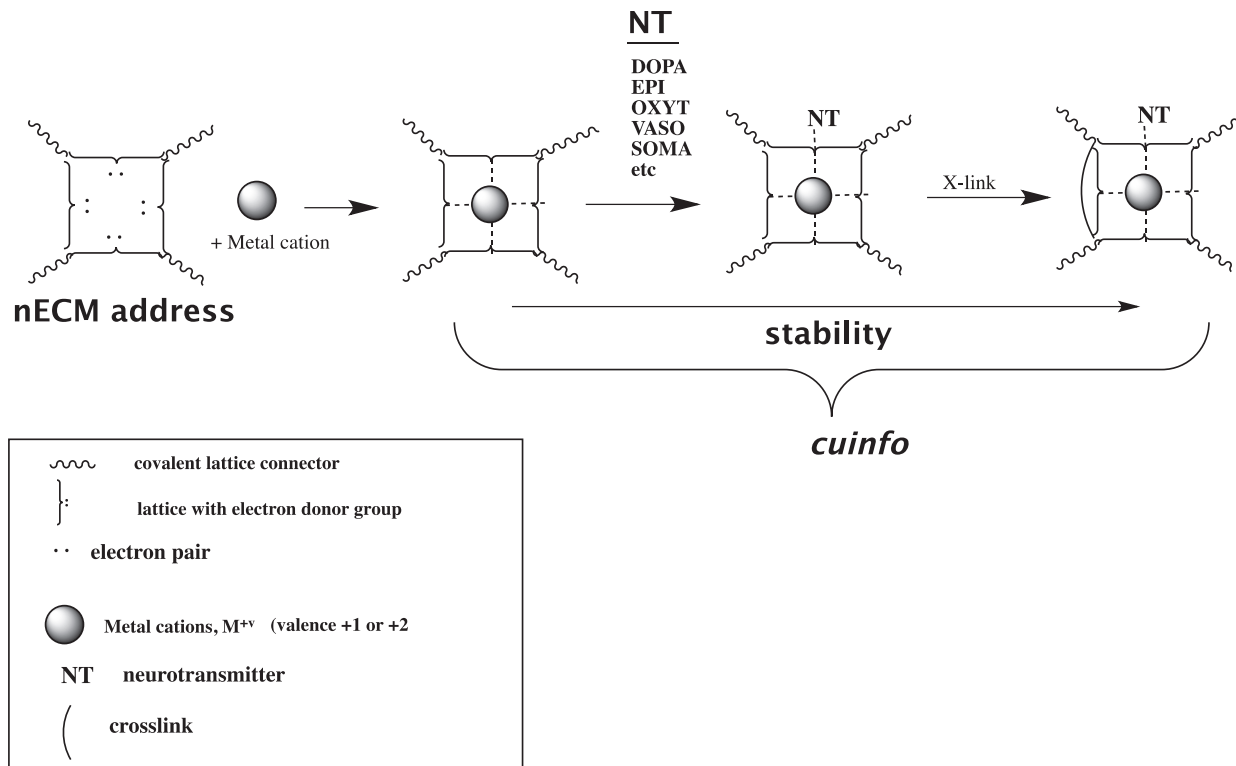 NT
DOPA
EPI
OXYT
VASO
SOMA
etc
NT
NT
+ Metal cation
X-link
nECM address
stability
cuinfo
covalent lattice connector
lattice with electron donor group
electron pair
Metal cations, M+v (valence +1 or +2
NT neurotransmitter
crosslink